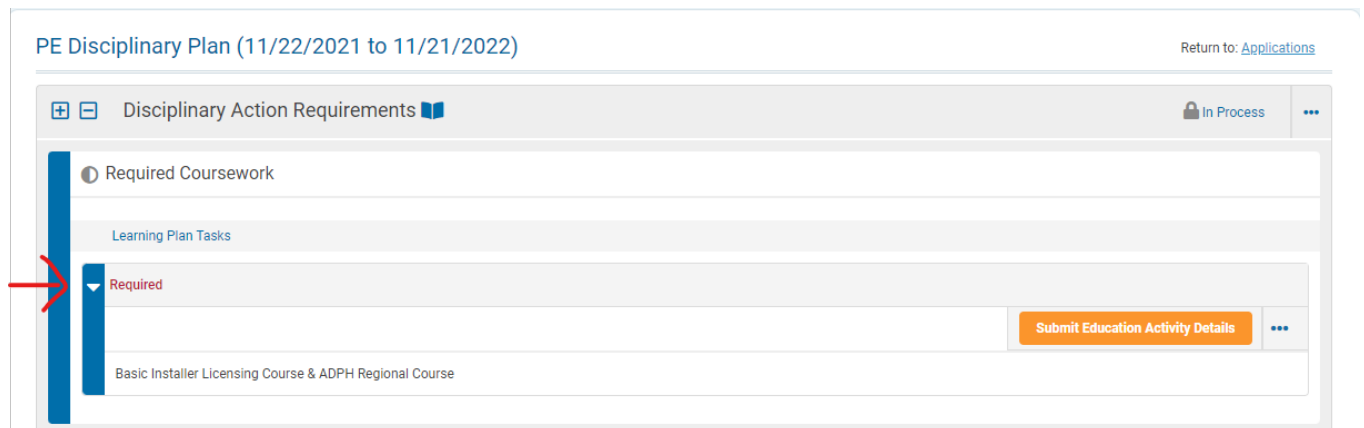 PE Disciplinary Plan (11/22/2021 to 11/21/2022)
Return to: Applications
Disciplinary Action Requirements
In Process
Required Coursework
Learning Plan Tasks
Required
Submit Education Activity Details
Basic Installer Licensing Course & ADPH Regional Course